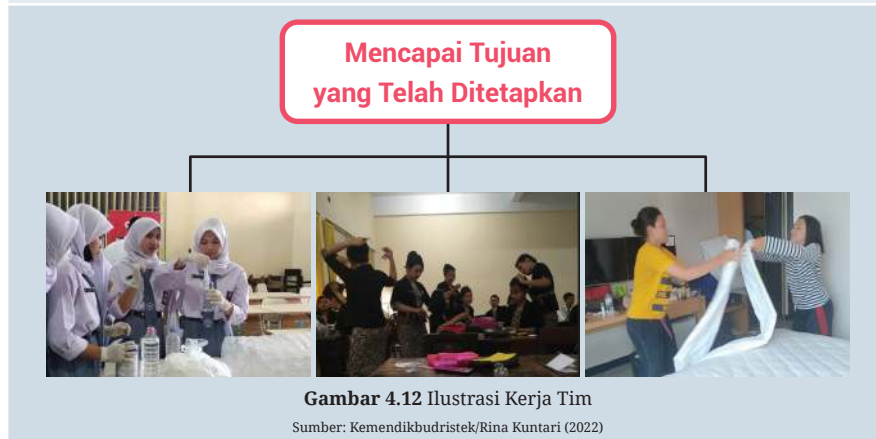 Mencapai Tujuan
yang Telah Ditetapkan
Gambar 4.12 Ilustrasi Kerja Tim
Sumber: Kemendikbudristek/Rina Kuntari (2022)